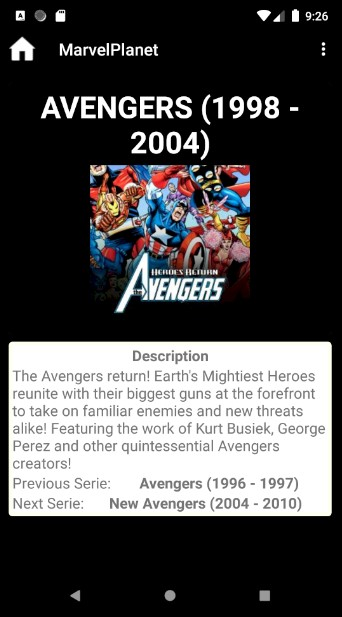 9:26
MarvelPlanet
AVENGERS (1998 -
2004)
HEROES RETURN
THE
AVENGERS
Description
The Avengers return! Earth's Mightiest Heroes
reunite with their biggest guns at the forefront
to take on familiar enemies and new threats
alike! Featuring the work of Kurt Busiek, George
Perez and other quintessential Avengers
creators!
Previous Serie: Avengers (1996 - 1997)
Next Serie: New Avengers (2004 - 2010)